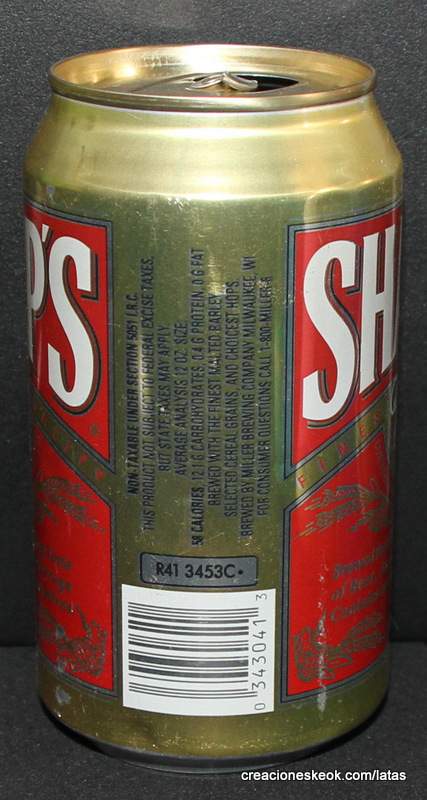 P'S
SH
NON-TAXABLE UNDER SECTION 5051 I.R.C.
THIS PRODUCT NOT SUBJECT TO FEDERAL EXCISE TAXES,
BUT STATE TAXES MAY APPLY.
AVERAGE ANALYSIS 12 OZ. SIZE
58 CALORIES 12.1 G CARBOHYDRATES 0.4 G PROTEIN, 0 G FAT
BREWED WITH THE FINEST MALTED BARLEY,
SELECTED CEREAL GRAINS AND CHOICEST HOPS.
BREWED BY MILLER BREWING COMPANY, MILWAUKEE, WI
FOR CONSUMER QUESTIONS CALL 1-800-MILLER-6
R41 3453C•
0 343041 3
creacioneskeok.com/latas